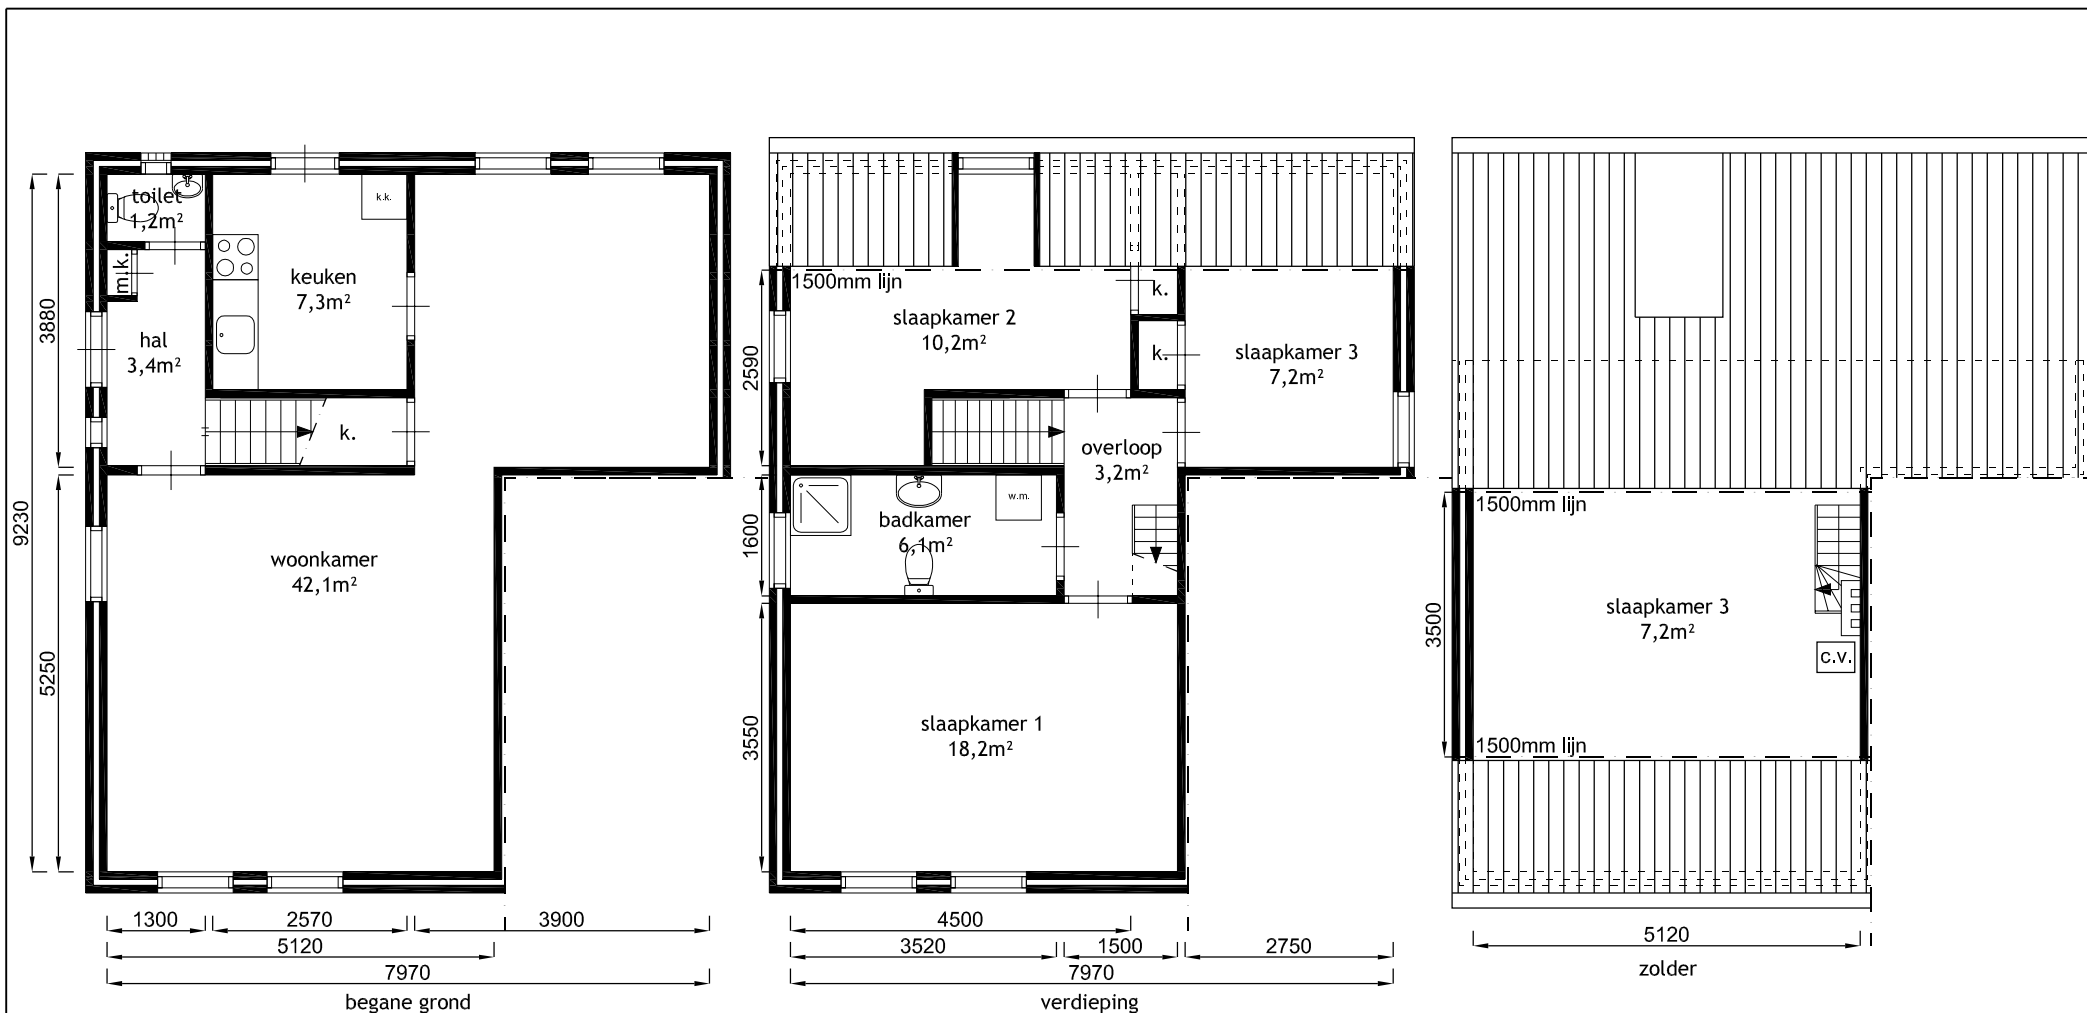 toilet
1,2m²
k.k.
m.k.
keuken
7,3m²
hal
3,4m²
k.
woonkamer
42,1m²
3880
9230
5250
1300
2570
3900
5120
7970
begane grond
1500mm lijn
slaapkamer 2
10,2m²
k.
k.
slaapkamer 3
7,2m²
overloop
3,2m²
badkamer
6,1m²
w.m.
slaapkamer 1
18,2m²
2590
1600
3550
4500
3520
1500
2750
7970
verdieping
1500mm lijn
slaapkamer 3
7,2m²
c.v.
1500mm lijn
3500
5120
zolder